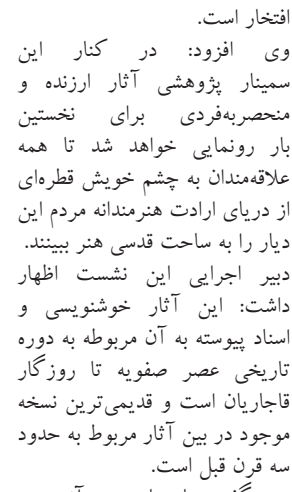 افتخار است.
وی افزود: در کنار این
سمینار پژوهشی آثار ارزنده و
منحصربه‌فردی برای نخستین
بار رونمایی خواهد شد تا همه
علاقه‌مندان به چشم خویش قطره‌ای
از دریای ارادت هنرمندانه مردم این
دیار را به ساحت قدسی هنر ببینند.
دبیر اجرایی این نشست اظهار
داشت: این آثار خوشنویسی و
اسناد پیوسته به آن مربوطه به دوره
تاریخی عصر صفویه تا روزگار
قاجاریان است و قدیمی‌ترین نسخه
موجود در بین آثار مربوط به حدود
سه قرن قبل است.